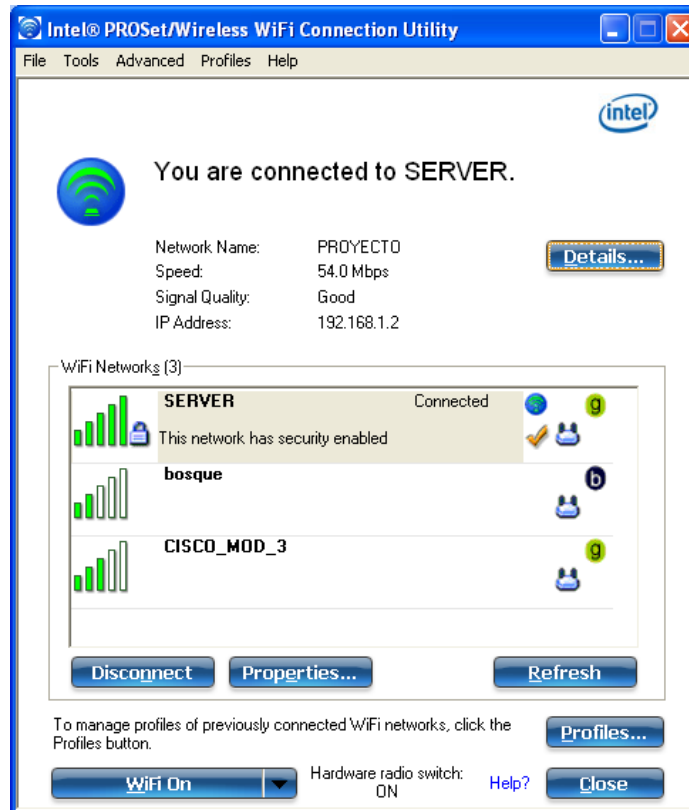 Intel® PROSet/Wireless WiFi Connection Utility
File Tools Advanced Profiles Help
intel
You are connected to SERVER.
Network Name: PROYECTO
Speed: 54.0 Mbps
Signal Quality: Good
IP Address: 192.168.1.2
Details...
WiFi Networks (3)
SERVER Connected g
This network has security enabled
bosque b
CISCO_MOD_3 g
Disconnect Properties... Refresh
To manage profiles of previously connected WiFi networks, click the
Profiles button.
Profiles...
WiFi On Hardware radio switch:
ON Help? Close